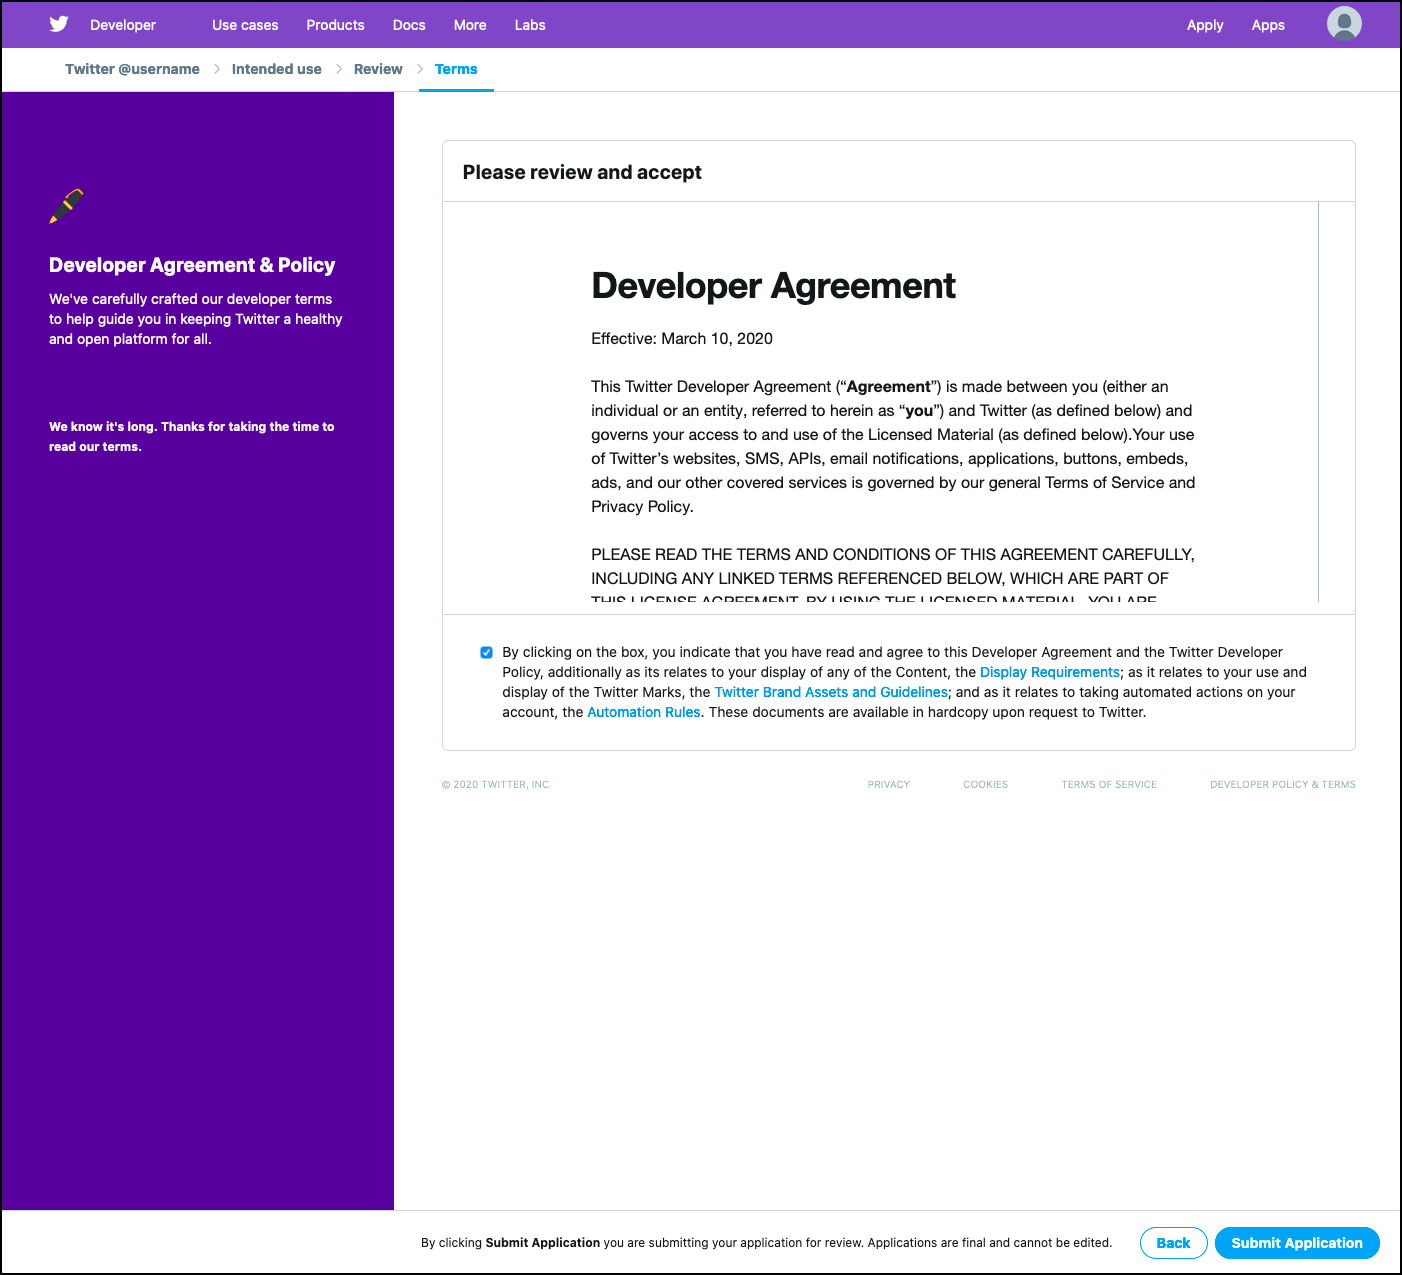 Developer Use cases Products Docs More Labs Apply Apps
Twitter @username Intended use Review Terms
Developer Agreement & Policy
We've carefully crafted our developer terms
to help guide you in keeping Twitter a healthy
and open platform for all.
We know it's long. Thanks for taking the time to
read our terms.
Please review and accept
Developer Agreement
Effective: March 10, 2020
This Twitter Developer Agreement (“Agreement”) is made between you (either an
individual or an entity, referred to herein as “you”) and Twitter (as defined below) and
governs your access to and use of the Licensed Material (as defined below).Your use
of Twitter’s websites, SMS, APIs, email notifications, applications, buttons, embeds,
ads, and our other covered services is governed by our general Terms of Service and
Privacy Policy.
PLEASE READ THE TERMS AND CONDITIONS OF THIS AGREEMENT CAREFULLY,
INCLUDING ANY LINKED TERMS REFERENCED BELOW, WHICH ARE PART OF
THIS LICENSE AGREEMENT. BY USING THE LICENSED MATERIAL, YOU ARE
By clicking on the box, you indicate that you have read and agree to this Developer Agreement and the Twitter Developer
Policy, additionally as its relates to your display of any of the Content, the Display Requirements; as it relates to your use and
display of the Twitter Marks, the Twitter Brand Assets and Guidelines; and as it relates to taking automated actions on your
account, the Automation Rules. These documents are available in hardcopy upon request to Twitter.
© 2020 TWITTER, INC PRIVACY COOKIES TERMS OF SERVICE DEVELOPER POLICY & TERMS
By clicking Submit Application you are submitting your application for review. Applications are final and cannot be edited. Back Submit Application